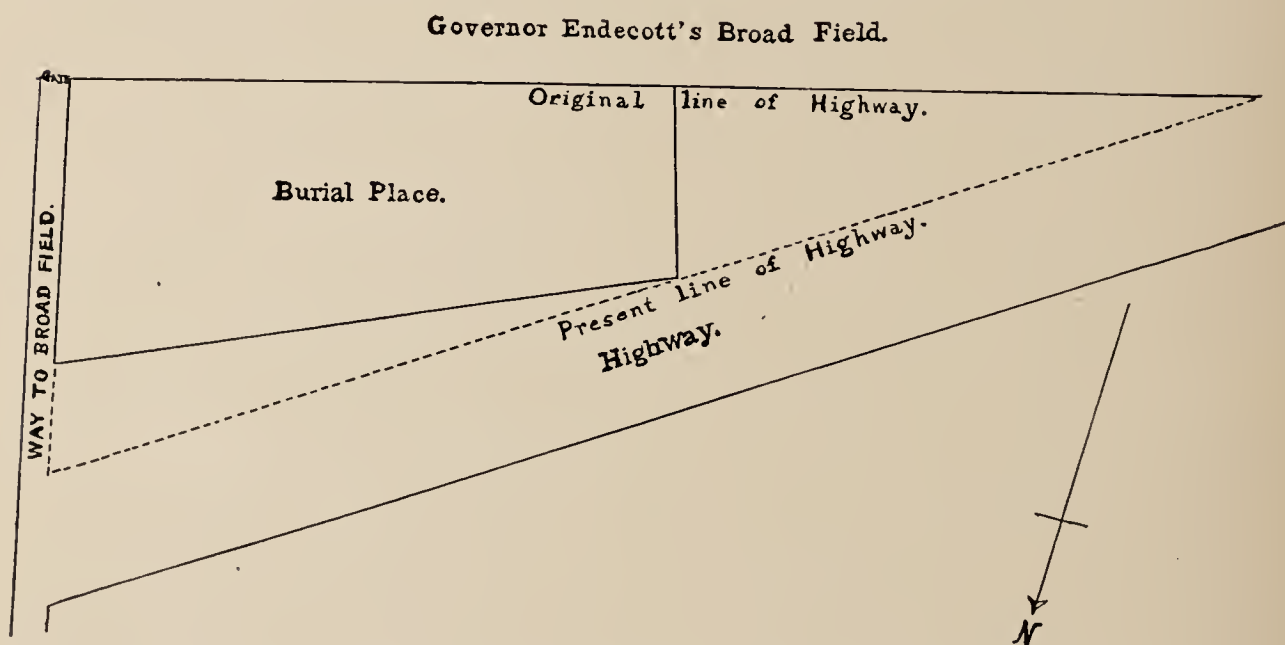 Governor Endecott's Broad Field.
GATE
Original line of Highway.
Burial Place.
WAY TO BROAD FIELD.
Present line of Highway.
Highway.
N